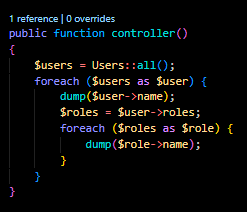 1 reference | 0 overrides
public function controller()
{
    $users = Users::all();
    foreach ($users as $user) {
        dump($user->name);
        $roles = $user->roles;
        foreach ($roles as $role) {
            dump($role->name);
        }
    }
}